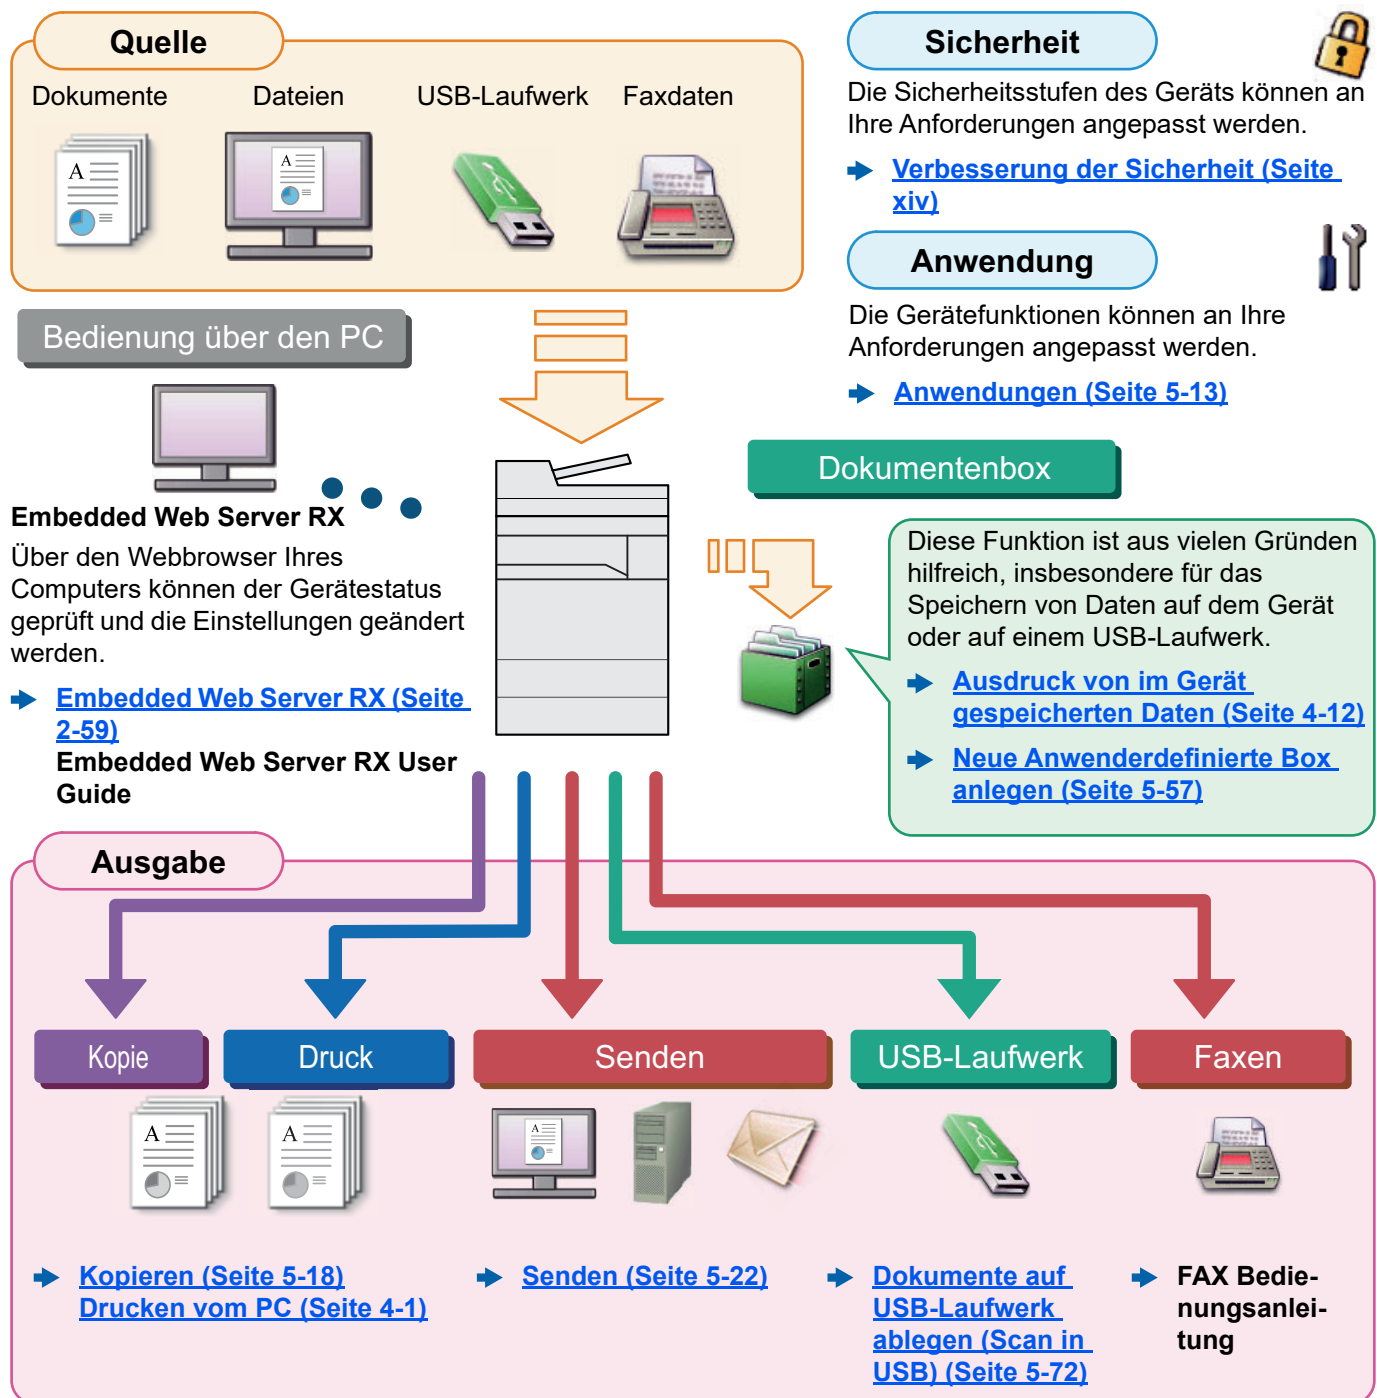 Quelle
Dokumente
Dateien
USB-Laufwerk
Faxdaten
A
A
Sicherheit
Die Sicherheitsstufen des Geräts können an
Ihre Anforderungen angepasst werden.
Verbesserung der Sicherheit (Seite
xiv)
Anwendung
Die Gerätefunktionen können an Ihre
Anforderungen angepasst werden.
Anwendungen (Seite 5-13)
Bedienung über den PC
Embedded Web Server RX
Über den Webbrowser Ihres
Computers können der Gerätestatus
geprüft und die Einstellungen geändert
werden.
Embedded Web Server RX (Seite
2-59)
Embedded Web Server RX User
Guide
Dokumentenbox
Diese Funktion ist aus vielen Gründen
hilfreich, insbesondere für das
Speichern von Daten auf dem Gerät
oder auf einem USB-Laufwerk.
Ausdruck von im Gerät
gespeicherten Daten (Seite 4-12)
Neue Anwenderdefinierte Box
anlegen (Seite 5-57)
Ausgabe
Kopie
Druck
Senden
USB-Laufwerk
Faxen
A
A
A
Kopieren (Seite 5-18)
Drucken vom PC (Seite 4-1)
Senden (Seite 5-22)
Dokumente auf
USB-Laufwerk
ablegen (Scan in
USB) (Seite 5-72)
FAX Bedie-
nungsanlei-
tung